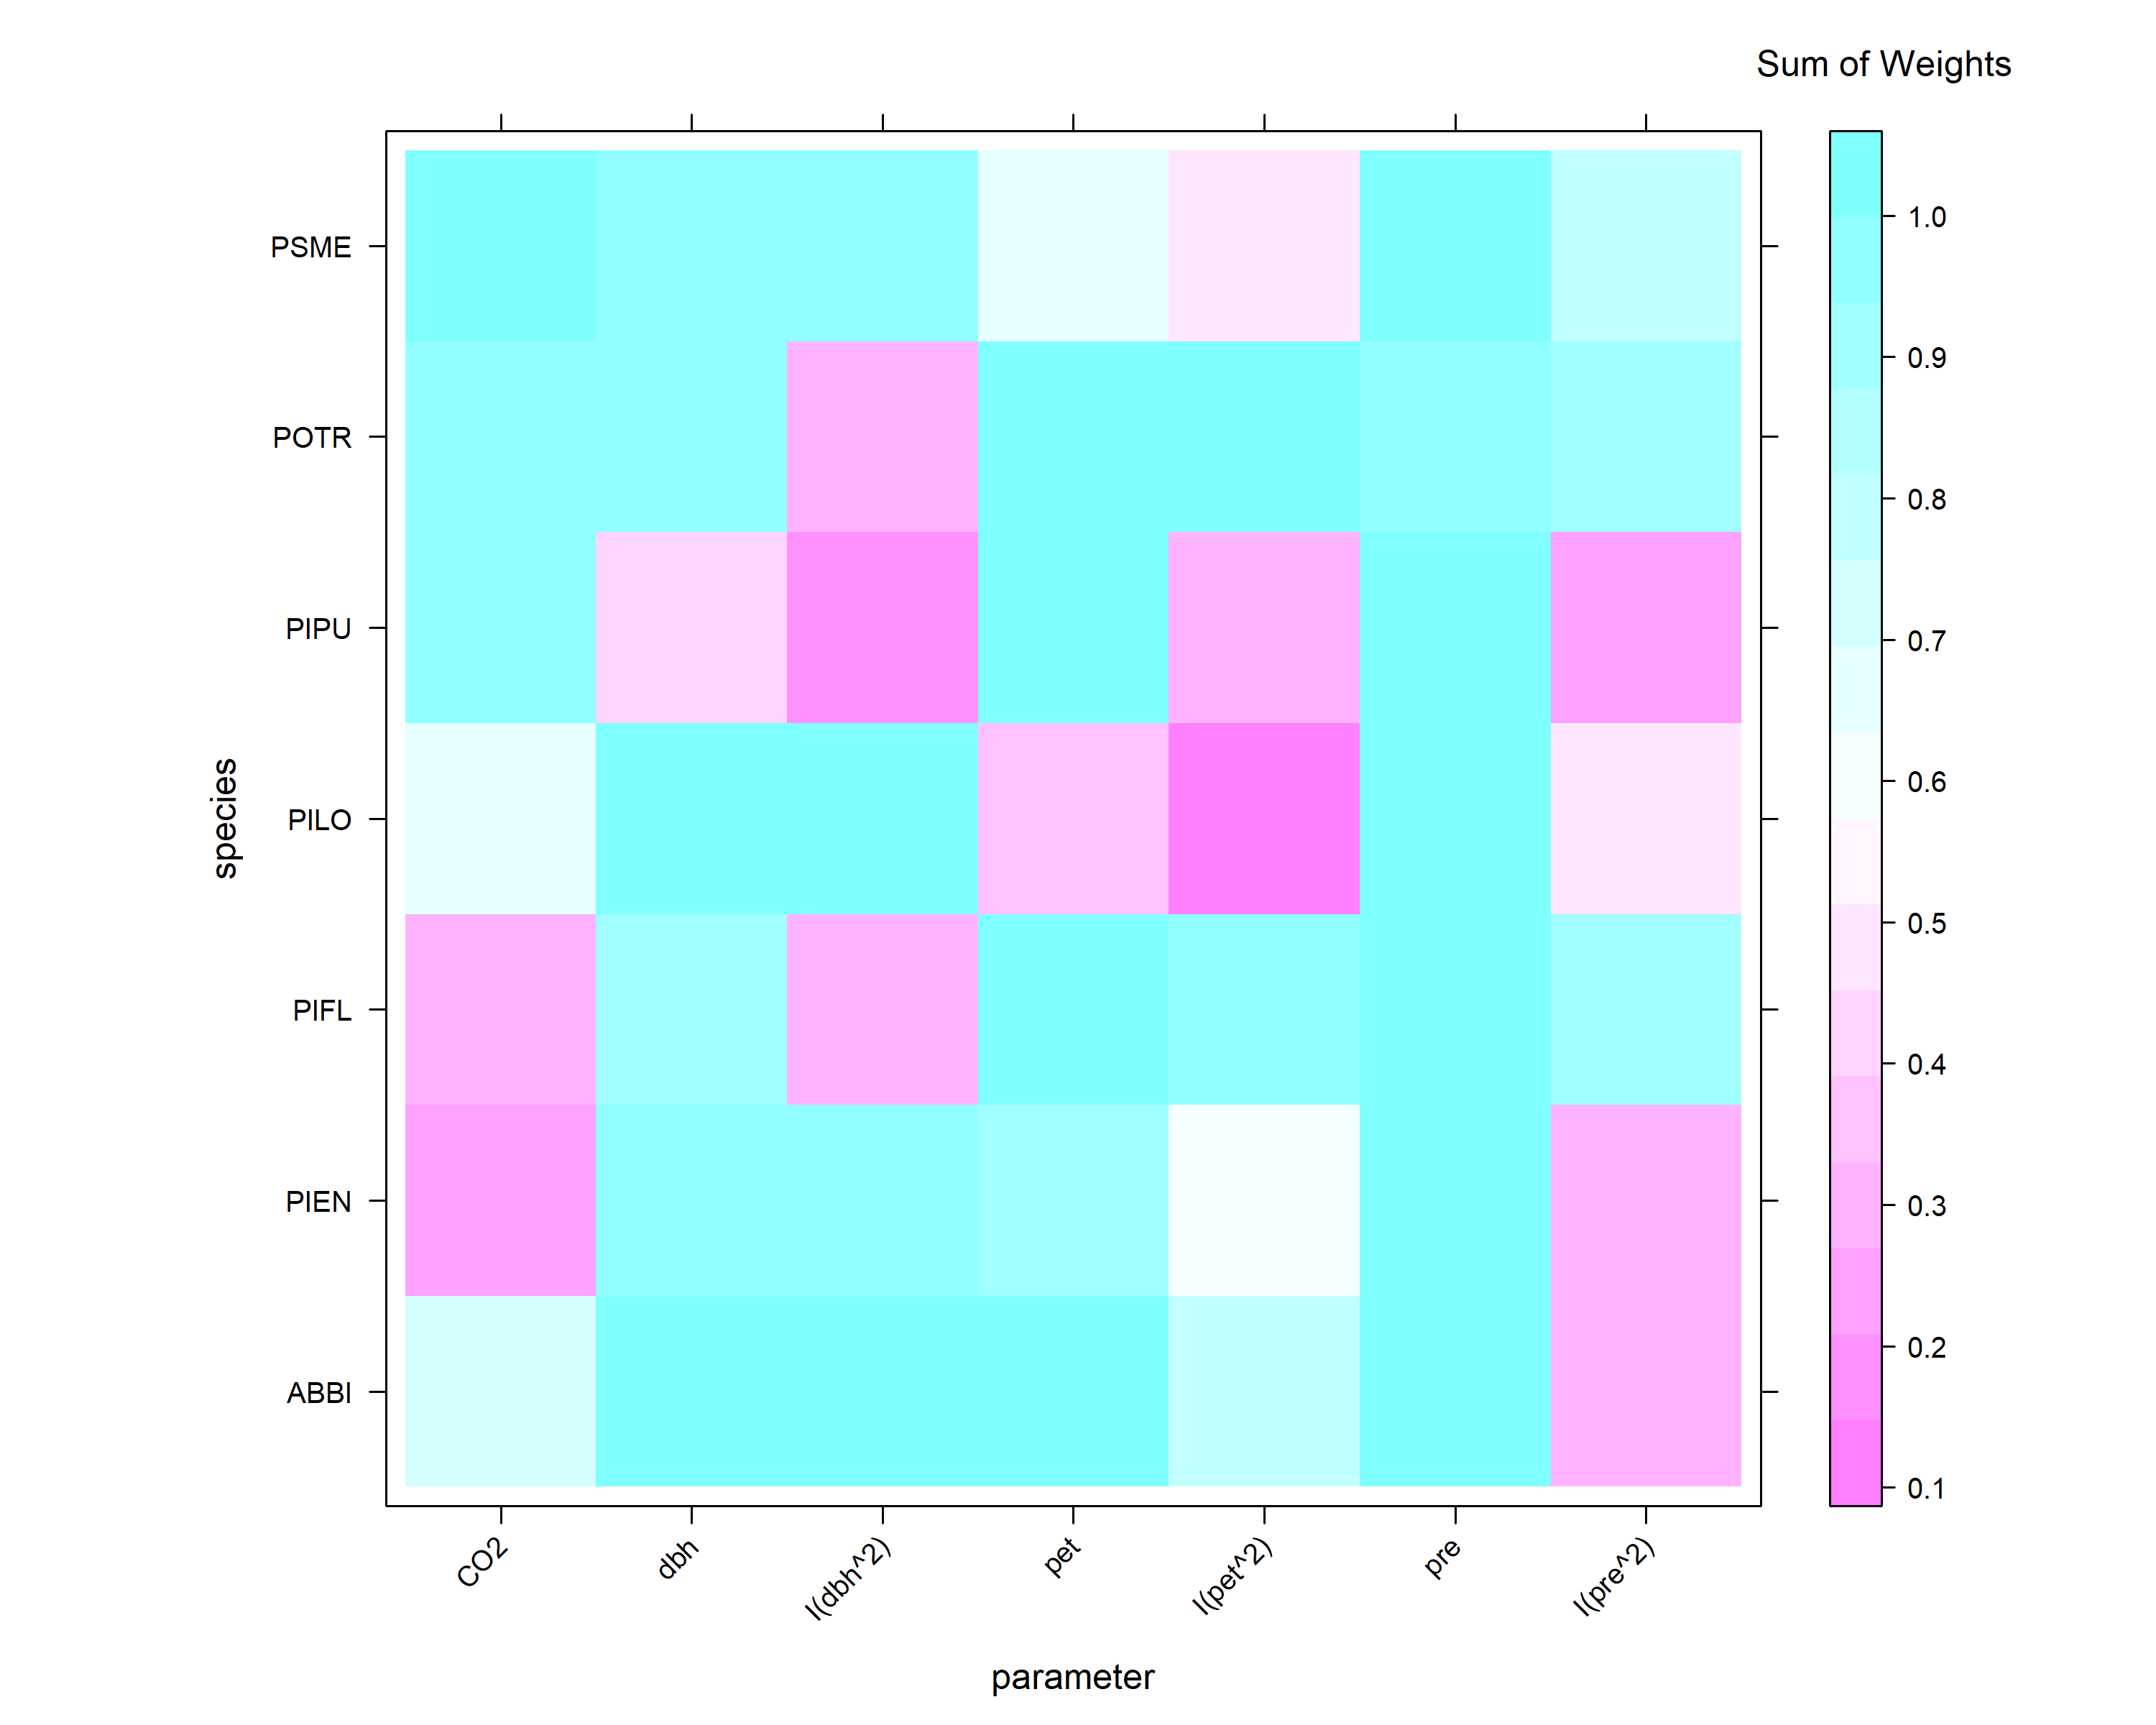 Sum of Weights
PSME
POTR
PIPU
PILO
PIFL
PIEN
ABBI
species
1.0
0.9
0.8
0.7
0.6
0.5
0.4
0.3
0.2
0.1
CO2
dbh
I(dbh^2)
pet
I(pet^2)
pre
I(pre^2)
parameter